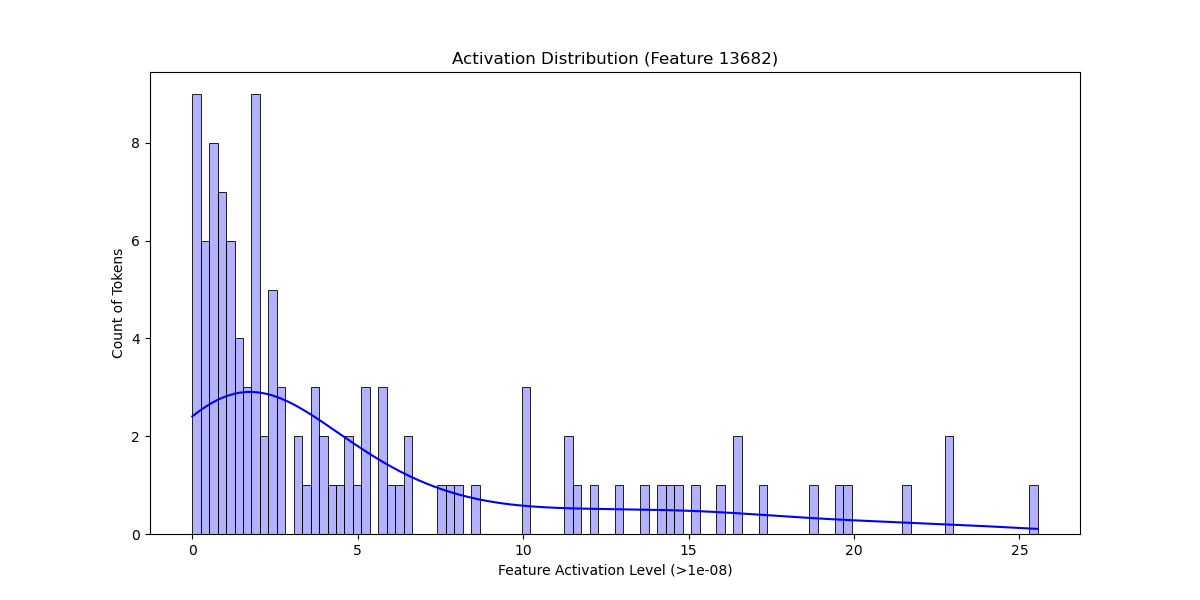 Activation Distribution (Feature 13682)
Count of Tokens
8
6
4
2
0
0 5 10 15 20 25
Feature Activation Level (>1e-08)